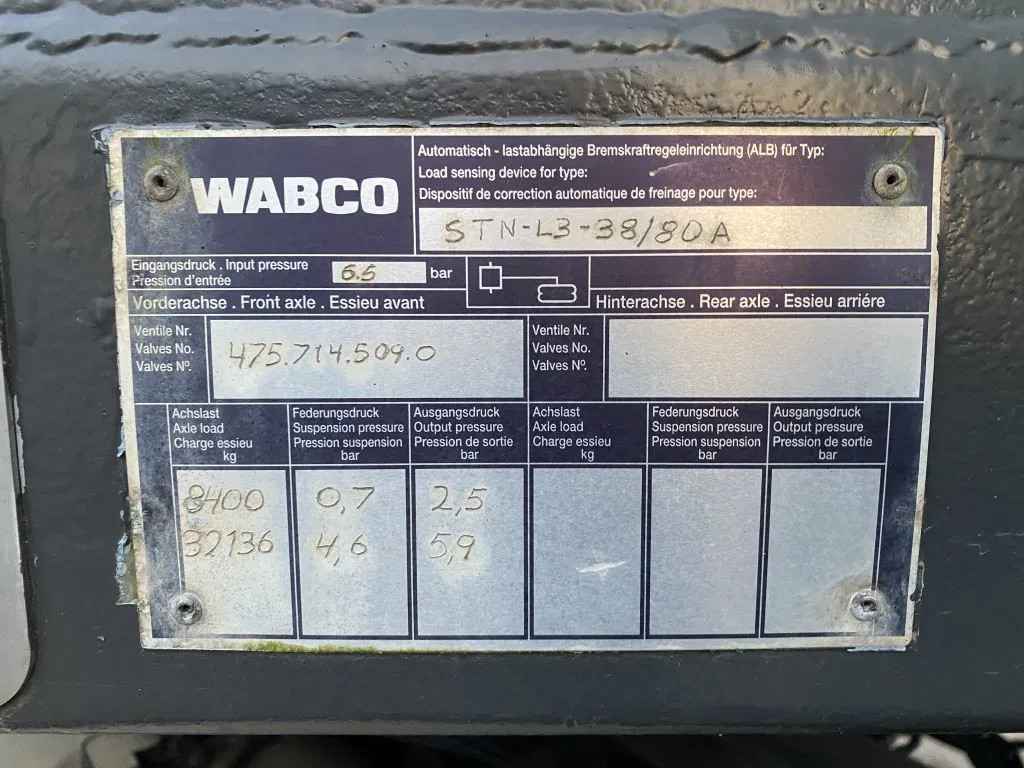 WABCO
Automatisch - lastabhängige Bremskraftregeleinrichtung (ALB) für Typ:
Load sensing device for type:
Dispositif de correction automatique de freinage pour type:
STN-L3-38/80A
Eingangsdruck . Input pressure
Pression d'entrée
6.5 bar
Vorderachse . Front axle . Essieu avant
Hinterachse . Rear axle . Essieu arriére
Ventile Nr.
Valves No.
Valves Nº.
475.714.509.0
Ventile Nr.
Valves No.
Valves Nº.
Achslast
Axle load
Charge essieu
kg
Federungsdruck
Suspension pressure
Pression suspension
bar
Ausgangsdruck
Output pressure
Pression de sortie
bar
Achslast
Axle load
Charge essieu
kg
Federungsdruck
Suspension pressure
Pression suspension
bar
Ausgangsdruck
Output pressure
Pression de sortie
bar
8400 0,7 2,5
32136 4,6 5,9